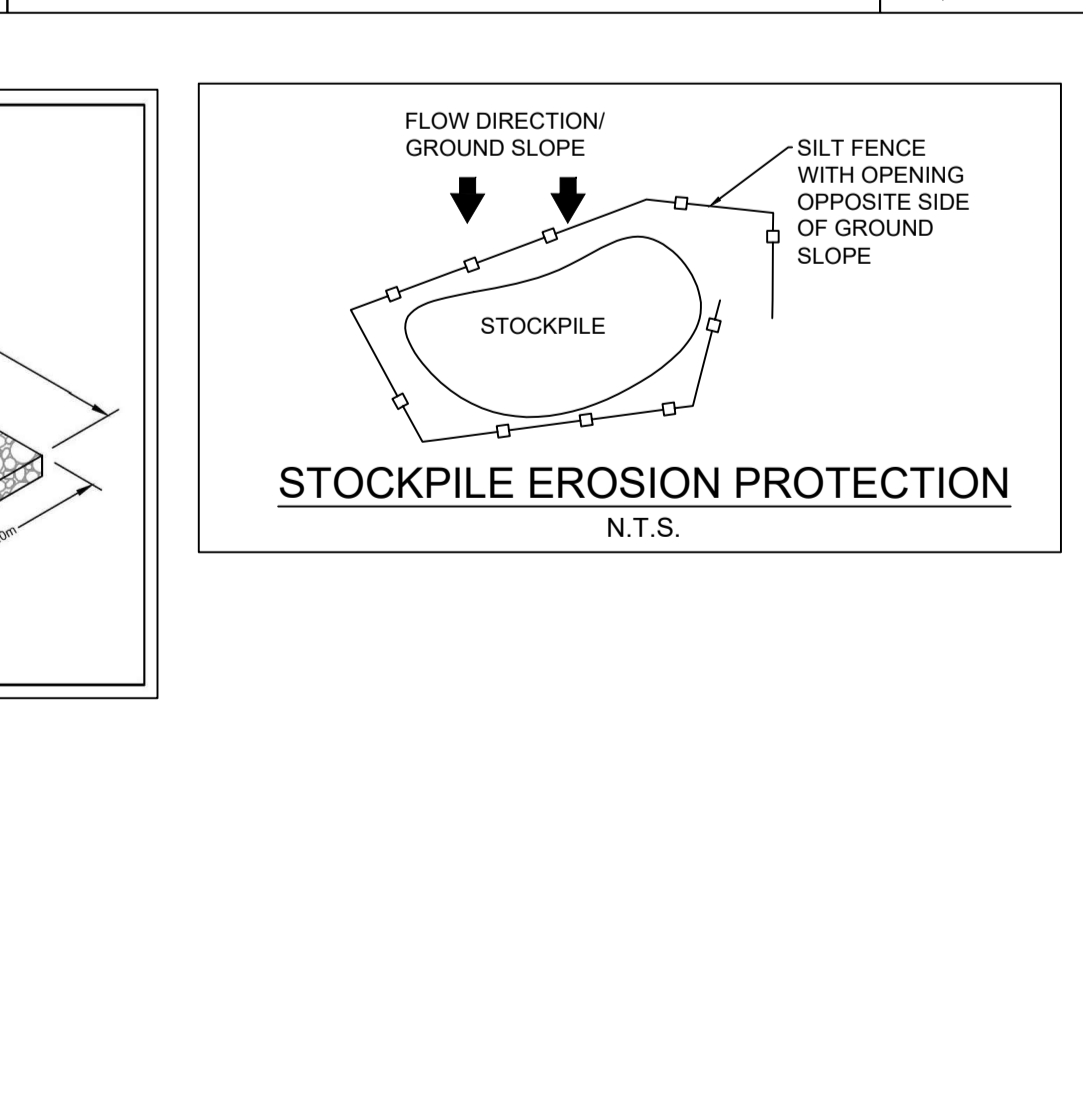 FLOW DIRECTION/
GROUND SLOPE
SILT FENCE
WITH OPENING
OPPOSITE SIDE
OF GROUND
SLOPE
STOCKPILE
STOCKPILE EROSION PROTECTION
N.T.S.